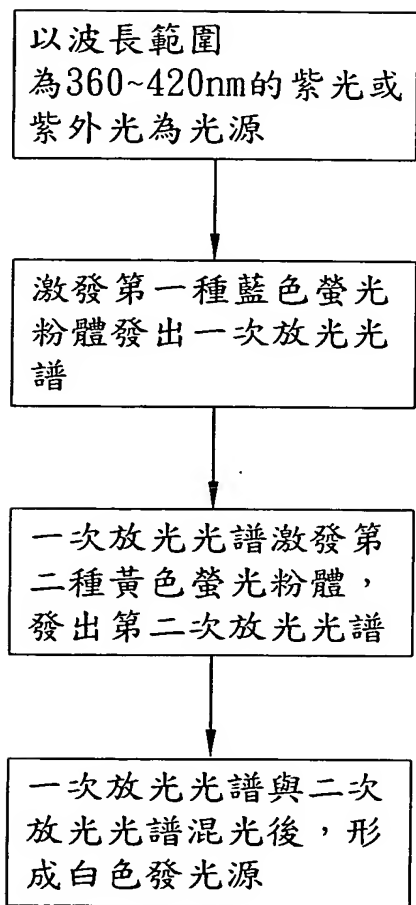 以波長範圍
為360~420nm的紫光或
紫外光為光源
激發第一種藍色螢光
粉體發出一次放光光
譜
一次放光光譜激發第
二種黃色螢光粉體，
發出第二次放光光譜
一次放光光譜與二次
放光光譜混光後，形
成白色發光源